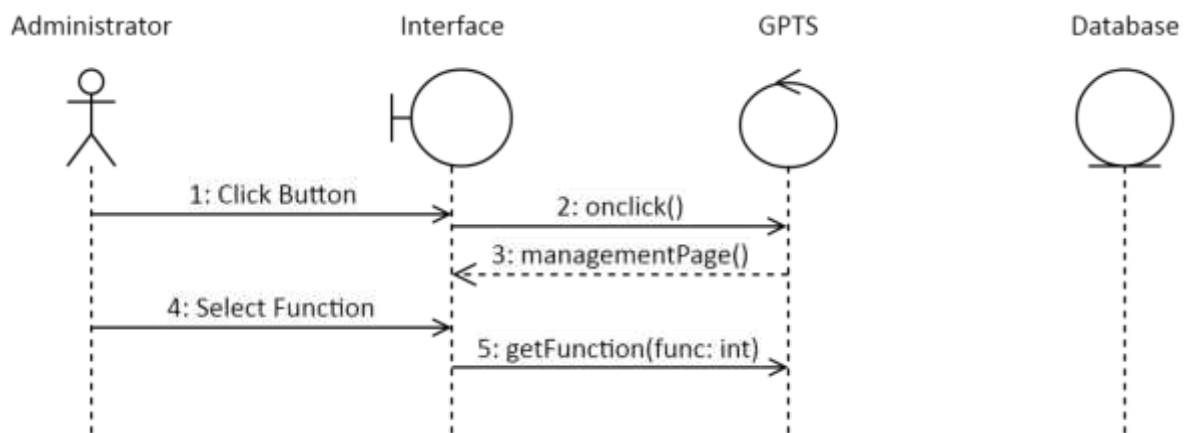 Administrator
Interface
GPTS
Database
1: Click Button
2: onclick()
3: managementPage()
4: Select Function
5: getFunction(func: int)